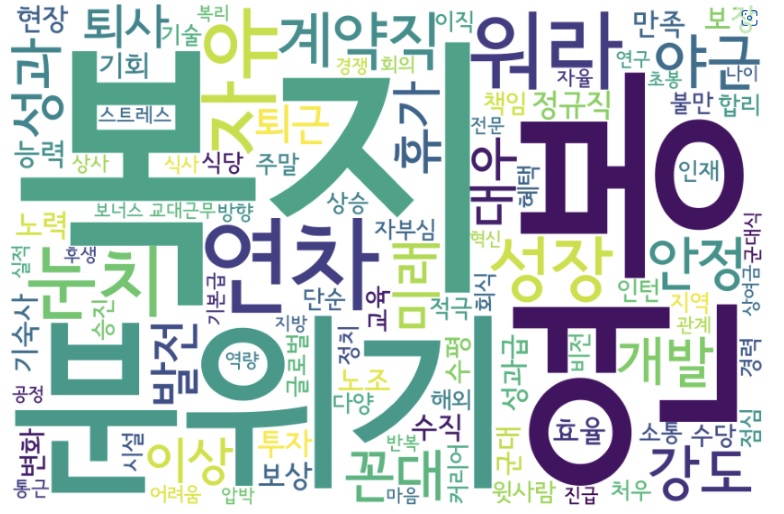 현장
퇴사
복리
기술
기회
성과
자유
계약직
이직
경쟁
회의
워라
자율
만족
연구
초봉
보장
나이
야근
스트레스
복지
퇴근
휴가
전문
책임
정규직
불만
합리
야력
상사
식사
식당
주말
상승
대우
혜택
연봉
인재
노력
보너스
교대근무
방향
자부심
혁신
군대식
실적
후생
눈치
승진
연차
기본급
단순
미래
적극
회식
성장
안정
인턴
상여금
기숙사
발전
지방
교육
지역
관계
분위기
역량
글로벌
정치
수평
성과급
비전
개발
경력
공정
노조
다양
해외
변화
시설
이상
투자
보상
꼰대
반복
수직
커리어
군대
효율
소통
수당
점심
통근
어려움
압박
마음
윗사람
진급
처우
강도